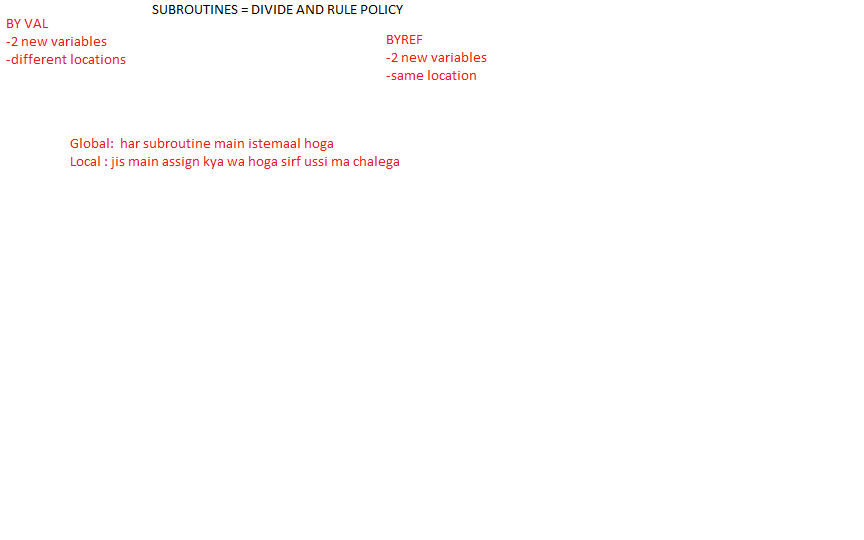 SUBROUTINES = DIVIDE AND RULE POLICY
BY VAL
-2 new variables
-different locations
BYREF
-2 new variables
-same location
Global:  har subroutine main istemaal hoga
Local : jis main assign kya wa hoga sirf ussi ma chalega